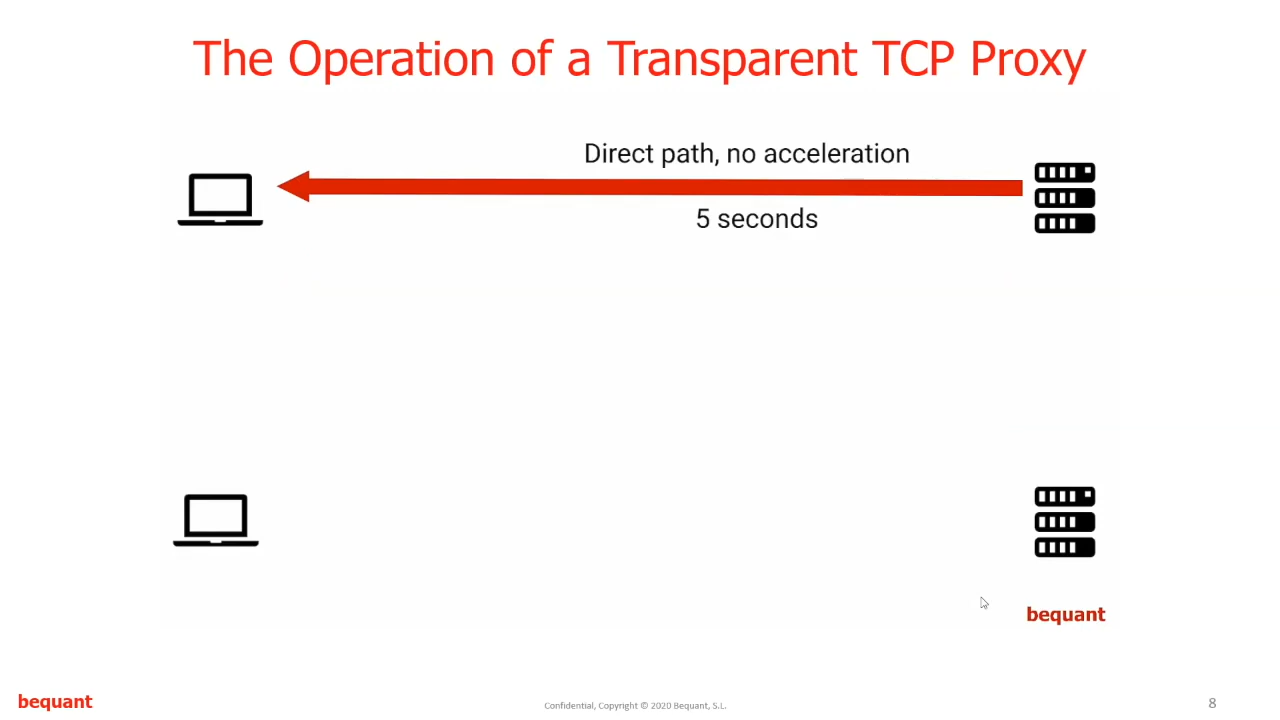 The Operation of a Transparent TCP Proxy
Direct path, no acceleration
5 seconds
bequant
bequant
Confidential, Copyright © 2020 Bequant, S.L.
8